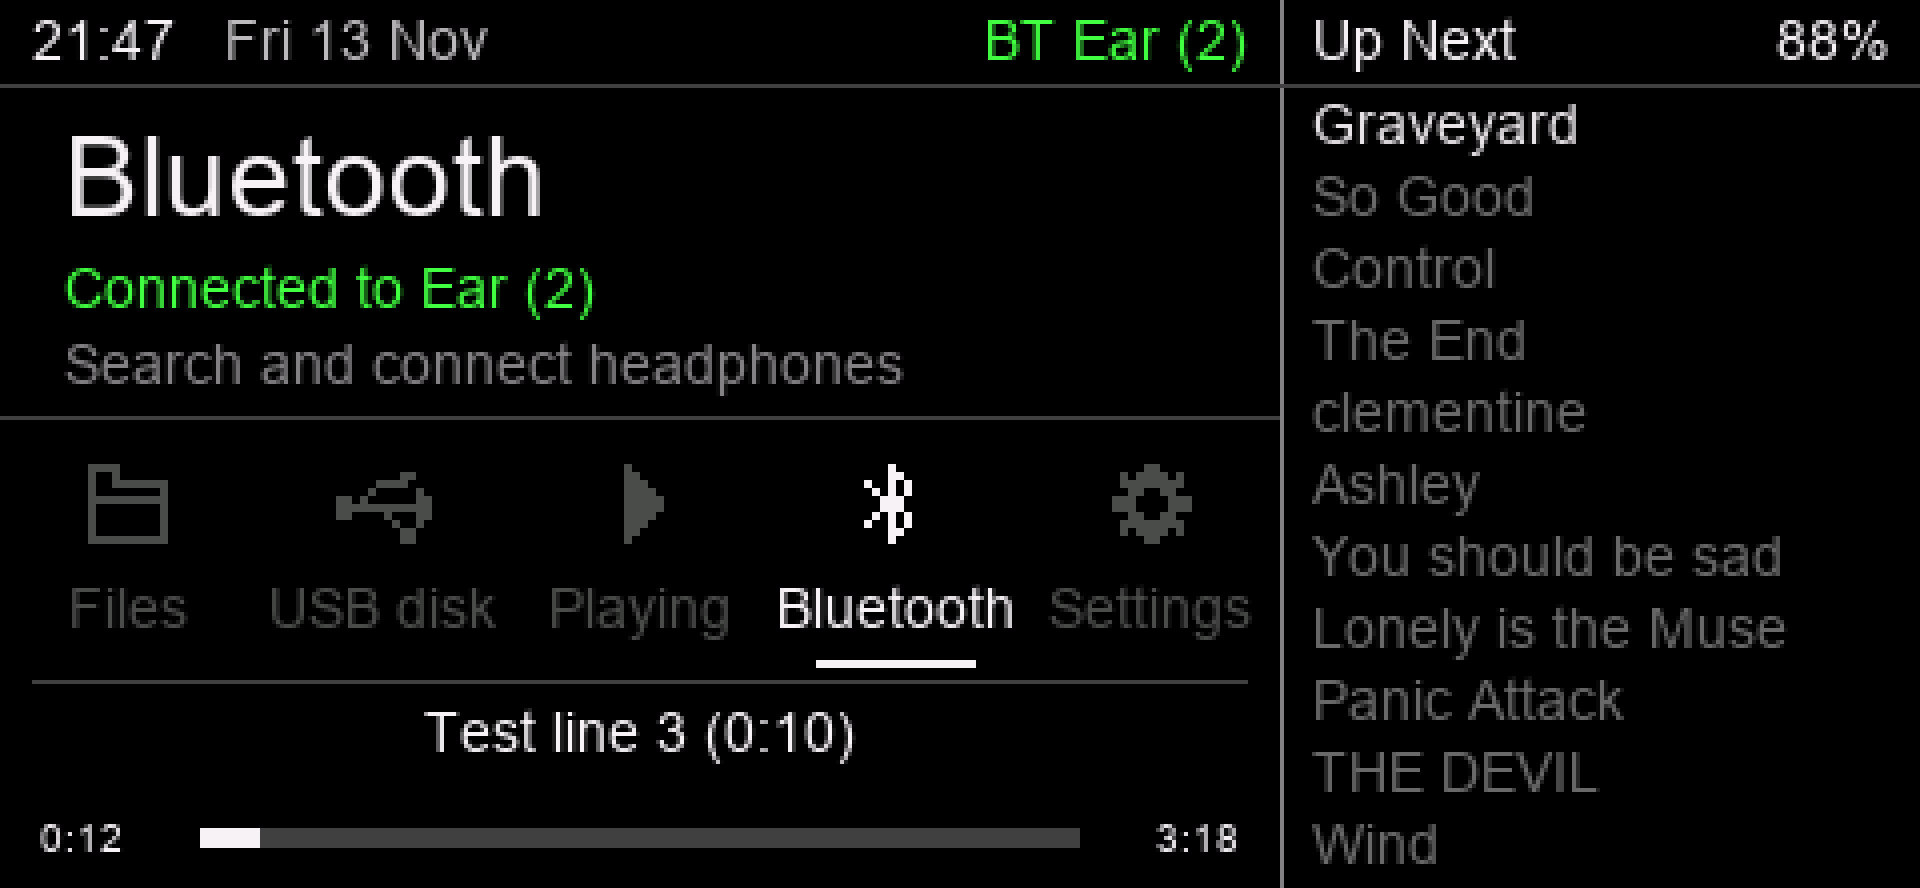 21:47 Fri 13 Nov BT Ear (2)
Bluetooth
Connected to Ear (2)
Search and connect headphones
Files USB disk Playing Bluetooth Settings
Test line 3 (0:10)
0:12 3:18
Up Next 88%
Graveyard
So Good
Control
The End
clementine
Ashley
You should be sad
Lonely is the Muse
Panic Attack
THE DEVIL
Wind